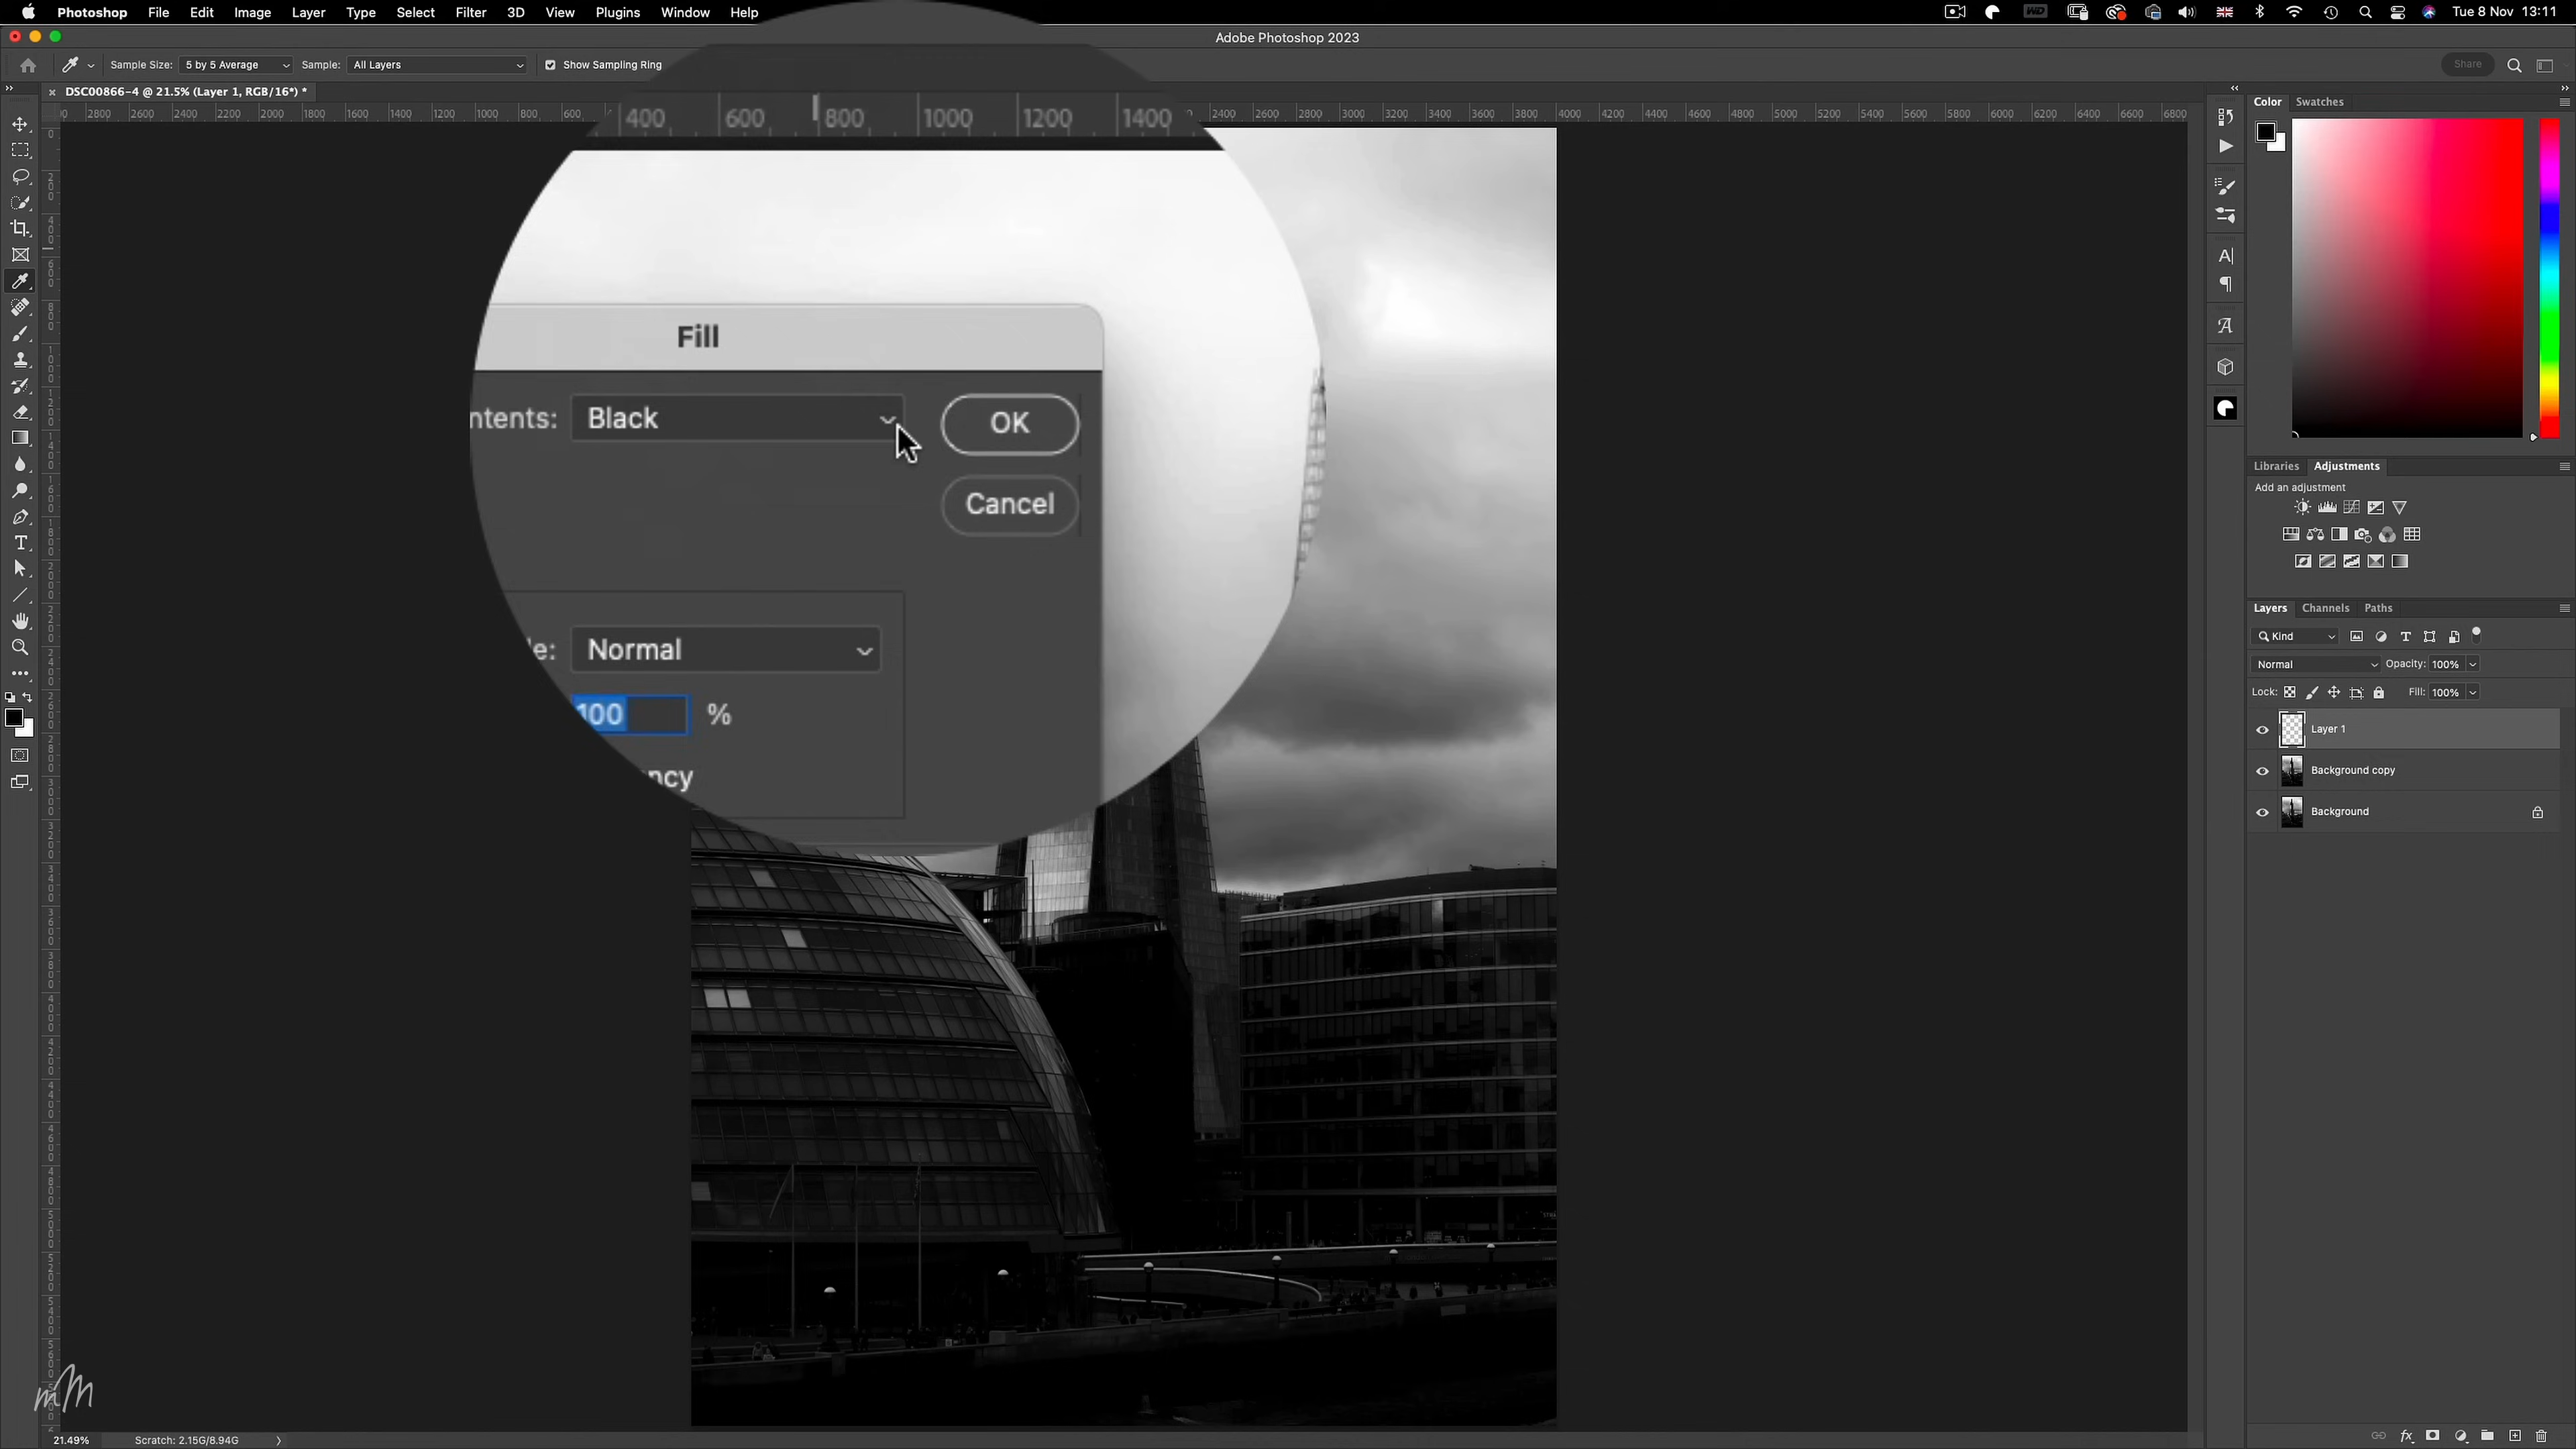 Photoshop File Edit Image Layer Type Select Filter 3D View Plugins Window Help
Tue 8 Nov 13:11
Adobe Photoshop 2023
Sample Size: 5 by 5 Average Sample: All Layers Show Sampling Ring
Share
DSC00866-4 @ 21.5% (Layer 1, RGB/16*) *
2800 2600 2400 2200 2000 1800 1600 1400 1200 1000 800 600
400 600 800 1000 1200 1400
2400 2600 2800 3000 3200 3400 3600 3800 4000 4200 4400 4600 4800 5000 5200 5400 5600 5800 6000 6200 6400 6600 6800
Color Swatches
Fill
ntents: Black
OK
Cancel
e: Normal
100 %
ncy
Libraries Adjustments
Add an adjustment
Layers Channels Paths
Kind
Normal Opacity: 100%
Lock: Fill: 100%
Layer 1
Background copy
Background
mM
21.49% Scratch: 2.15G/8.94G